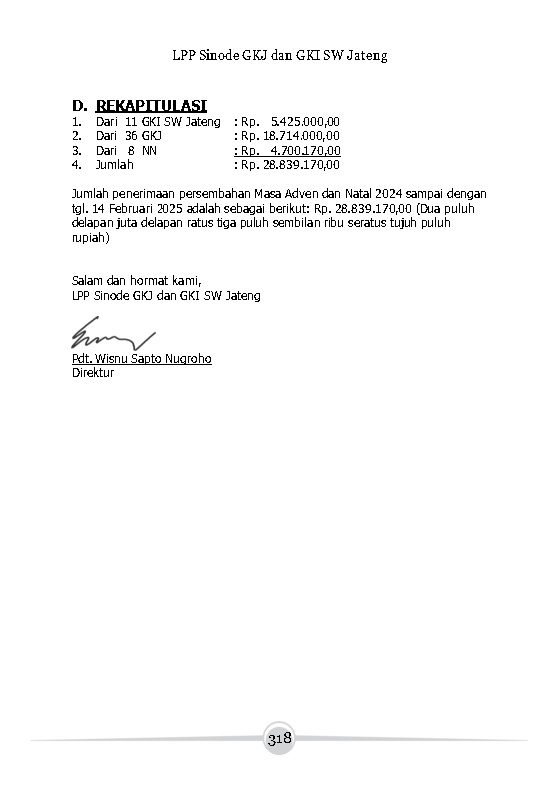 LPP Sinode GKJ dan GKI SW Jateng
D. REKAPITULASI
1. Dari 11 GKI SW Jateng : Rp. 5.425.000,00
2. Dari 36 GKJ : Rp. 18.714.000,00
3. Dari 8 NN : Rp. 4.700.170,00
4. Jumlah : Rp. 28.839.170,00
Jumlah penerimaan persembahan Masa Adven dan Natal 2024 sampai dengan
tgl. 14 Februari 2025 adalah sebagai berikut: Rp. 28.839.170,00 (Dua puluh
delapan juta delapan ratus tiga puluh sembilan ribu seratus tujuh puluh
rupiah)
Salam dan hormat kami,
LPP Sinode GKJ dan GKI SW Jateng
Pdt. Wisnu Sapto Nugroho
Direktur
318